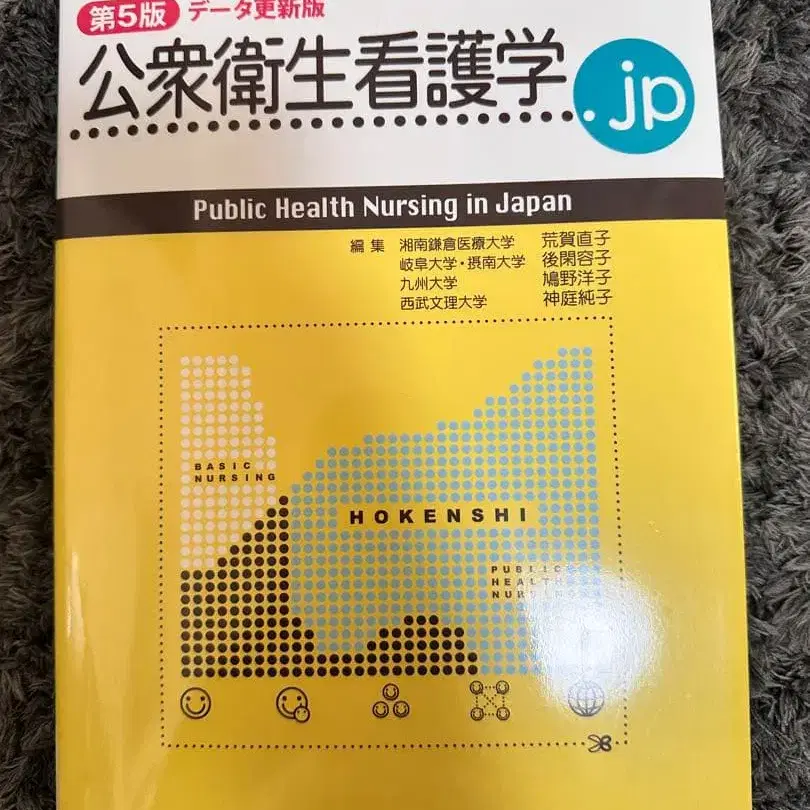 第5版 データ更新版
公衆衛生看護学.jp
Public Health Nursing in Japan
編集 湘南鎌倉医療大学 荒賀直子
岐阜大学・摂南大学 後閑容子
九州大学 鳩野洋子
西武文理大学 神庭純子
BASIC
NURSING
HOKENSHI
PUBLIC
HEALTH
NURSING